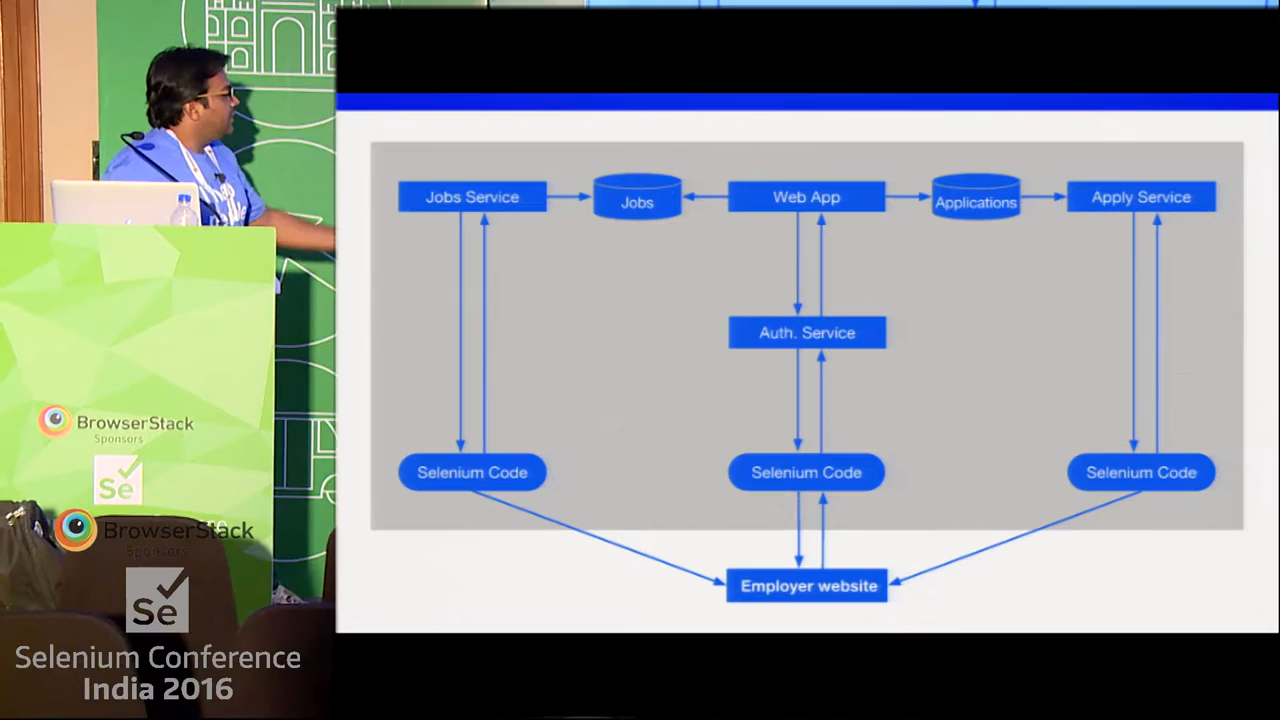 Jobs Service
Jobs
Web App
Applications
Apply Service
Auth. Service
Selenium Code
Selenium Code
Selenium Code
Employer website
BrowserStack
Sponsors
Se
BrowserStack
Sponsors
Se
Selenium Conference
India 2016